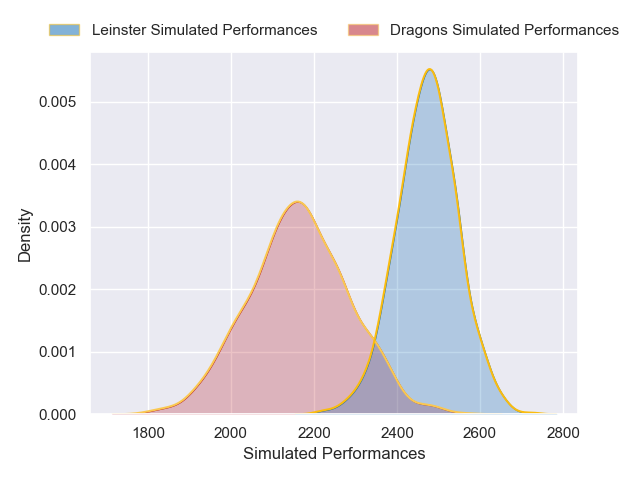 Leinster Simulated Performances
Dragons Simulated Performances
0.005
0.004
0.003
0.002
0.001
0.000
Density
1800 2000 2200 2400 2600 2800
Simulated Performances